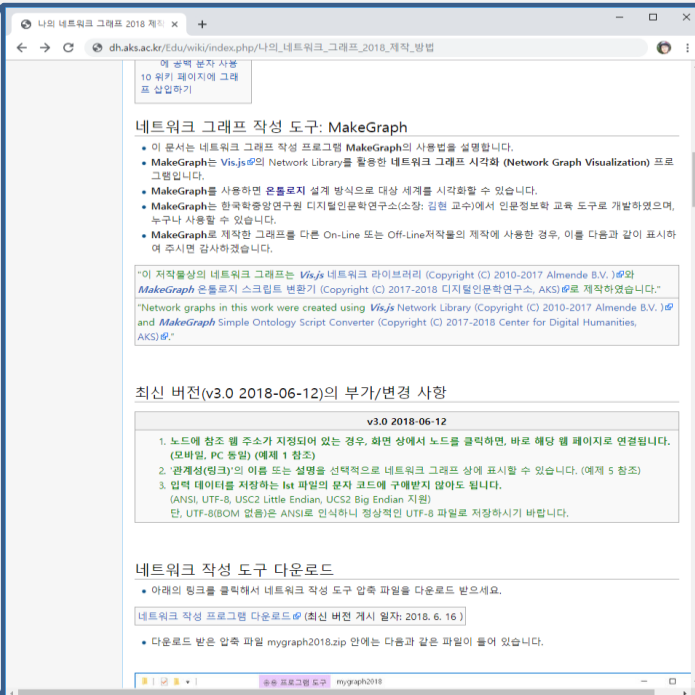 나의 네트워크 그래프 2018 제작
dh.aks.ac.kr/Edu/wiki/index.php/나의_네트워크_그래프_2018_제작_방법
에 공백 문자 사용
10 위키 페이지에 그래
프 삽입하기
네트워크 그래프 작성 도구: MakeGraph
이 문서는 네트워크 그래프 작성 프로그램 MakeGraph의 사용법을 설명합니다.
MakeGraph는 Vis.js의 Network Library를 활용한 네트워크 그래프 시각화 (Network Graph Visualization) 프로
그램입니다.
MakeGraph를 사용하면 온톨로지 설계 방식으로 대상 세계를 시각화할 수 있습니다.
MakeGraph는 한국학중앙연구원 디지털인문학연구소(소장: 김현 교수)에서 인문정보학 교육 도구로 개발하였으며,
누구나 사용할 수 있습니다.
MakeGraph로 제작한 그래프를 다른 On-Line 또는 Off-Line저작물의 제작에 사용한 경우, 이를 다음과 같이 표시하
여 주시면 감사하겠습니다.
"이 저작물상의 네트워크 그래프는 Vis.js 네트워크 라이브러리 (Copyright (C) 2010-2017 Almende B.V. )와
MakeGraph 온톨로지 스크립트 변환기 (Copyright (C) 2017-2018 디지털인문학연구소, AKS)로 제작하였습니다."
"Network graphs in this work were created using Vis.js Network Library (Copyright (C) 2010-2017 Almende B.V. )
and MakeGraph Simple Ontology Script Converter (Copyright (C) 2017-2018 Center for Digital Humanities,
AKS)."
최신 버전(v3.0 2018-06-12)의 부가/변경 사항
v3.0 2018-06-12
1. 노드에 참조 웹 주소가 지정되어 있는 경우, 화면 상에서 노드를 클릭하면, 바로 해당 웹 페이지로 연결됩니다.
(모바일, PC 동일) (예제 1 참조)
2. '관계성(링크)'의 이름 또는 설명을 선택적으로 네트워크 그래프 상에 표시할 수 있습니다. (예제 5 참조)
3. 입력 데이터를 저장하는 lst 파일의 문자 코드에 구애받지 않아도 됩니다.
(ANSI, UTF-8, USC2 Little Endian, UCS2 Big Endian 지원)
단, UTF-8(BOM 없음)은 ANSI로 인식하니 정상적인 UTF-8 파일로 저장하시기 바랍니다.
네트워크 작성 도구 다운로드
아래의 링크를 클릭해서 네트워크 작성 도구 압축 파일을 다운로드 받으세요.
네트워크 작성 프로그램 다운로드 (최신 버전 게시 일자: 2018. 6. 16 )
다운로드 받은 압축 파일 mygraph2018.zip 안에는 다음과 같은 파일이 들어 있습니다.
응용 프로그램 도구 mygraph2018